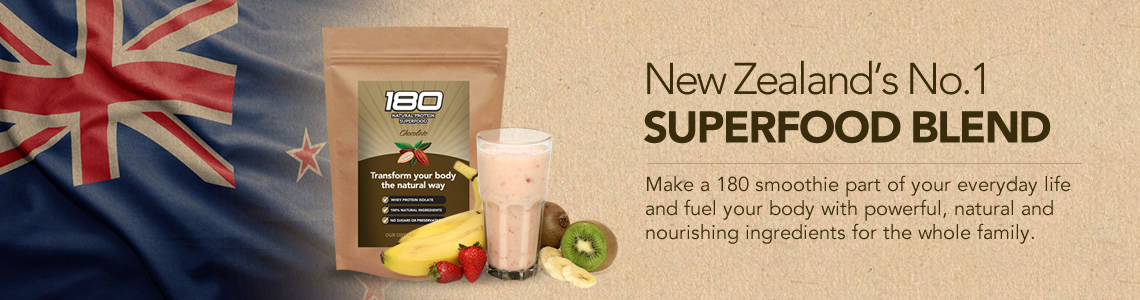 180
NATURAL PROTEIN
SUPERFOOD
Chocolate
Transform your body
the natural way
WHEY PROTEIN ISOLATE
100% NATURAL INGREDIENTS
NO SUGARS OR
New Zealand's No.1
SUPERFOOD BLEND
Make a 180 smoothie part of your everyday life
and fuel your body with powerful, natural and
nourishing ingredients for the whole family.